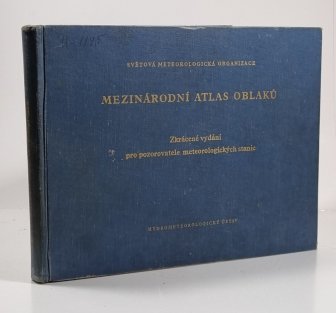 SVĚTOVÁ METEOROLOGICKÁ ORGANIZACE
MEZINÁRODNÍ ATLAS OBLAKŮ
Zkrácené vydání
pro pozorovatele meteorologických stanic
HYDROMETEOROLOGICKÝ ÚSTAV